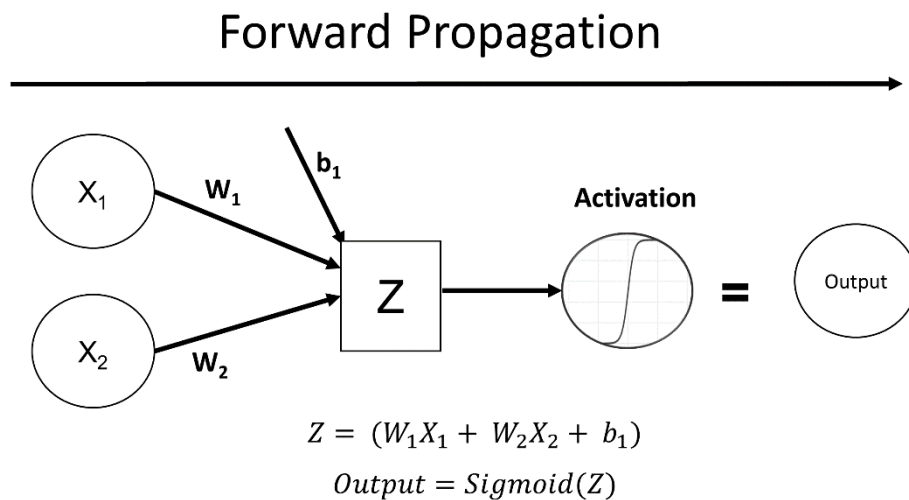 Forward Propagation
b₁
X₁
W₁
Activation
Z
=
Output
X₂
W₂
Z = (W₁X₁ + W₂X₂ + b₁)
Output = Sigmoid(Z)